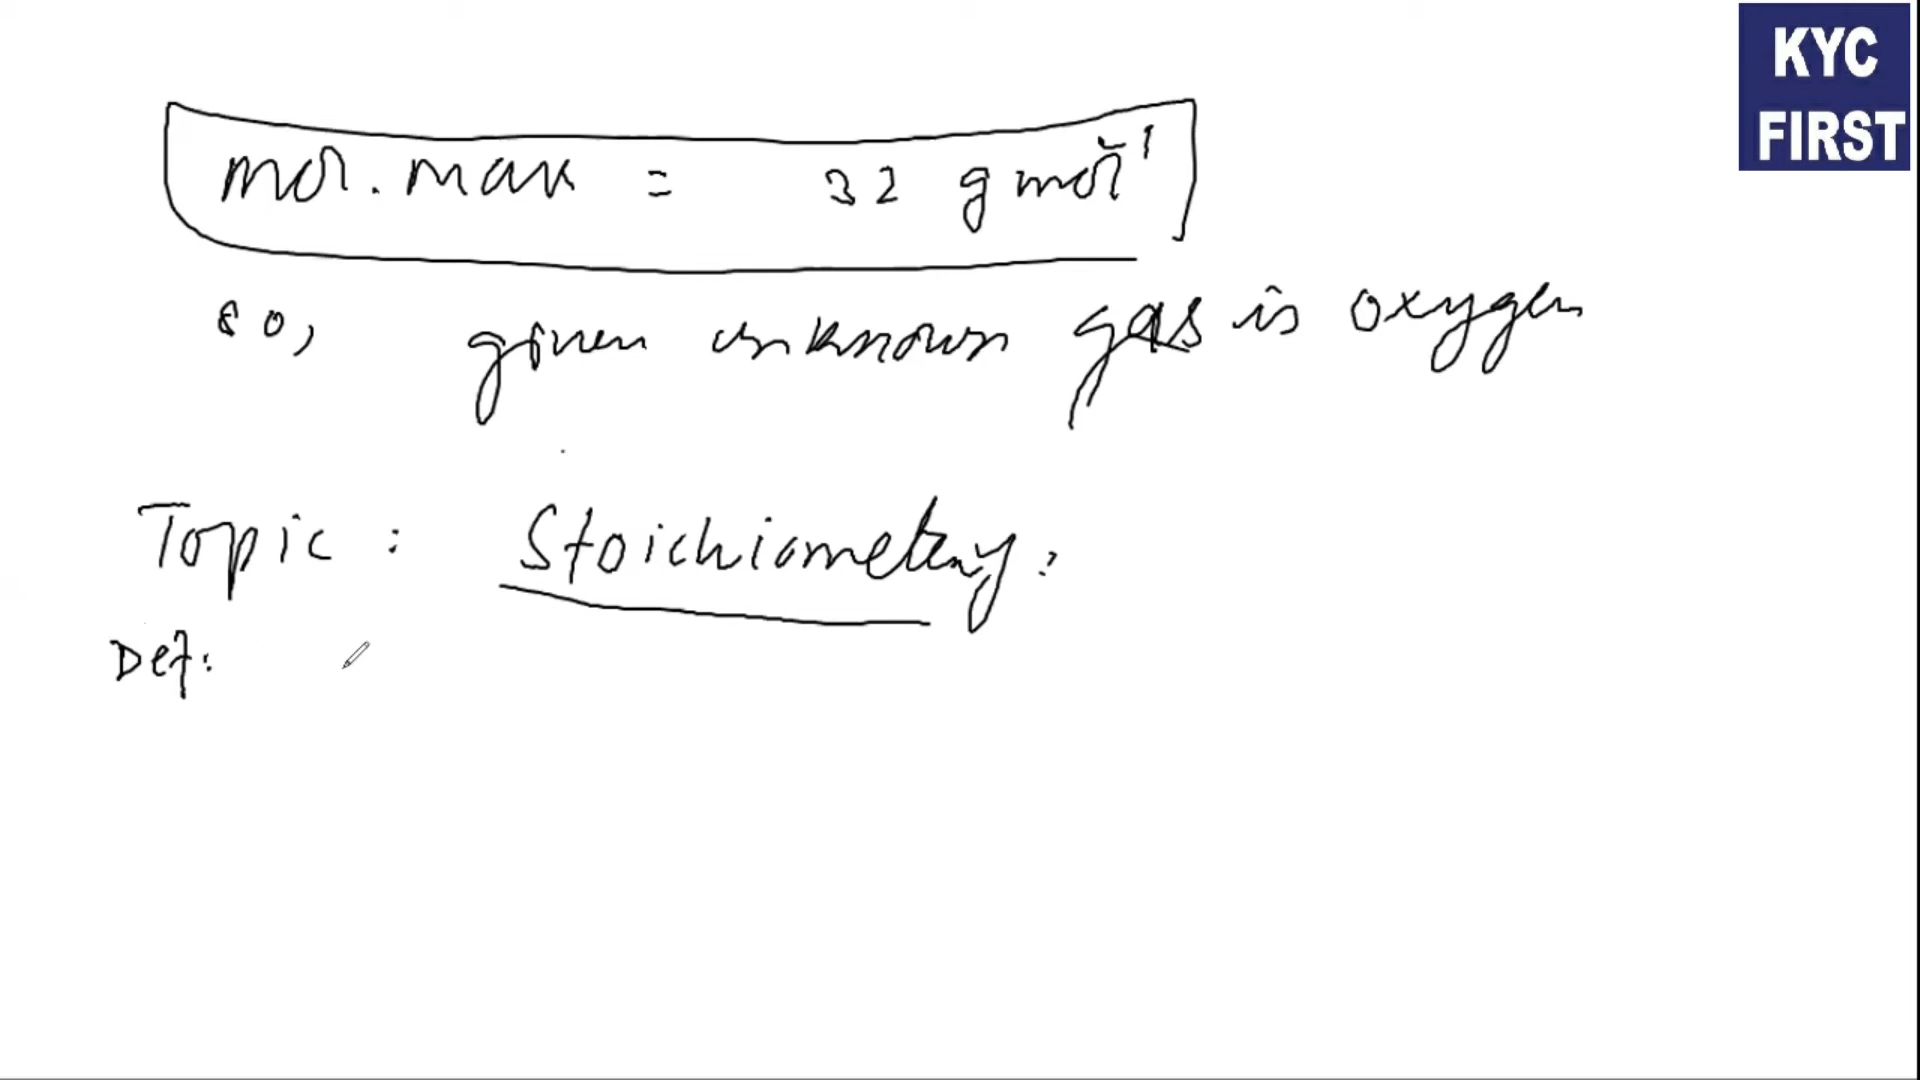 KYC
FIRST
mol. mass = 32 g mol⁻¹
so, given unknown gas is oxygen
Topic : Stoichiometry :
Def :